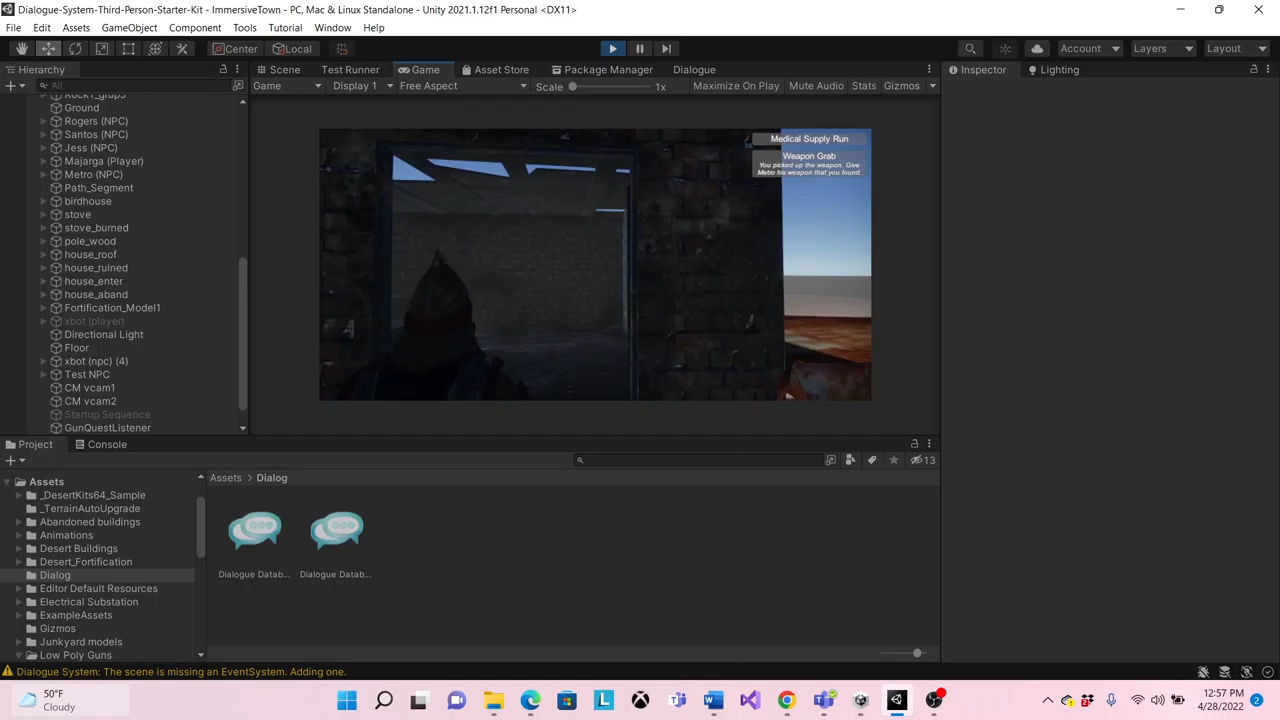 Dialogue-System-Third-Person-Starter-Kit - ImmersiveTown - PC, Mac & Linux Standalone - Unity 2021.1.12f1 Personal <DX11>
File Edit Assets GameObject Component Tools Tutorial Window Help
Center Local Account Layers Layout
Hierarchy
Scene Test Runner Game Asset Store Package Manager Dialogue
Inspector Lighting
All
Game Display 1 Free Aspect Scale 1x Maximize On Play Mute Audio Stats Gizmos
Ground
Rogers (NPC)
Santos (NPC)
Jess (NPC)
Majarga (Player)
Metro (NPC)
Path_Segment
birdhouse
stove
stove_burned
pole_wood
house_roof
house_ruined
house_enter
house_aband
Fortification_Model1
xbot (player)
Directional Light
Floor
xbot (npc) (4)
Test NPC
CM vcam1
CM vcam2
Startup Sequence
GunQuestListener
Medical Supply Run
Weapon Grab
You picked up the weapon. Give
Metro his weapon that you found.
Project Console
13
Assets
_DesertKits64_Sample
_TerrainAutoUpgrade
Abandoned buildings
Animations
Desert Buildings
Desert_Fortification
Dialog
Editor Default Resources
Electrical Substation
ExampleAssets
Gizmos
Junkyard models
Low Poly Guns
Assets > Dialog
Dialogue Datab... Dialogue Datab...
Dialogue System: The scene is missing an EventSystem. Adding one.
50°F
Cloudy
12:57 PM
4/28/2022
2